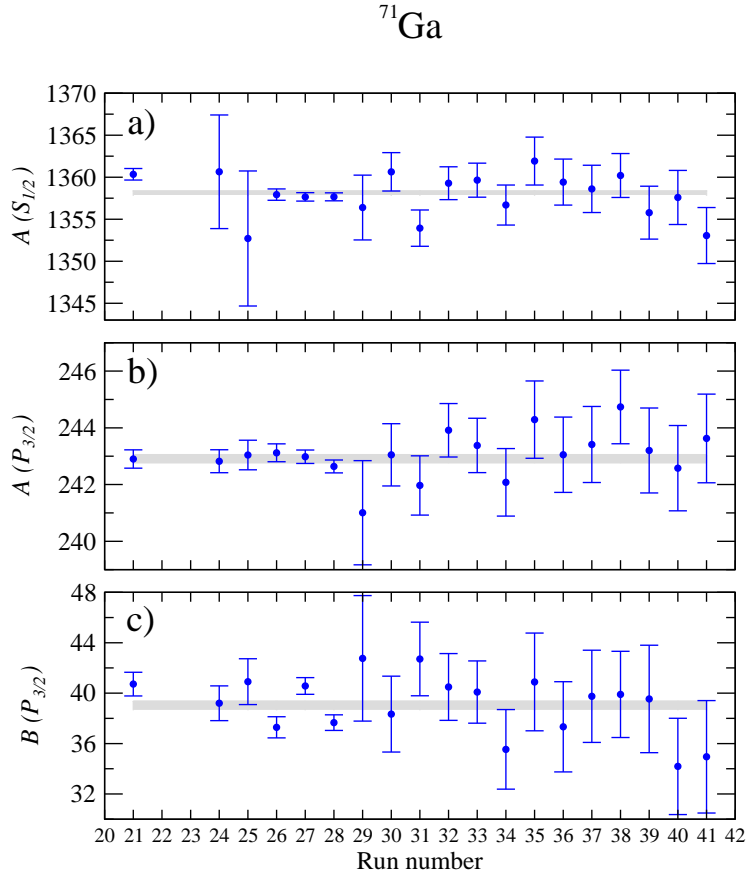 ⁷¹Ga
a)
A (S₁/₂)
1370
1365
1360
1355
1350
1345
b)
A (P₃/₂)
246
244
242
240
c)
B (P₃/₂)
48
44
40
36
32
20 21 22 23 24 25 26 27 28 29 30 31 32 33 34 35 36 37 38 39 40 41 42
Run number